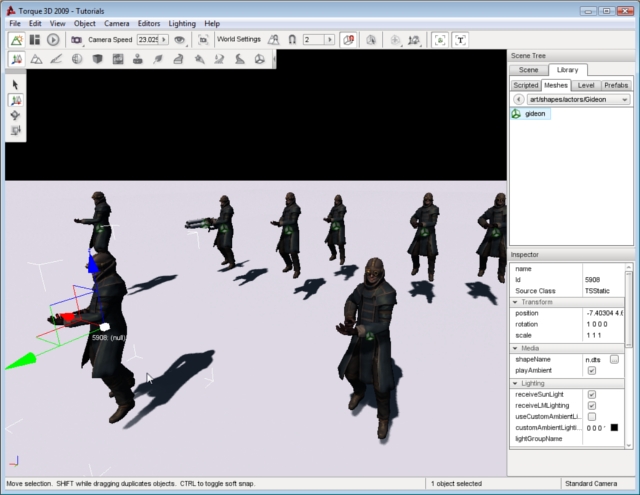 Torque 3D 2009 - Tutorials
File Edit View Object Camera Editors Lighting Help
Camera Speed 23.025 World Settings 2 T
Scene Tree
Scene Library
Scripted Meshes Level Prefabs
art/shapes/actors/Gideon
gideon
Inspector
name
Id 5908
Source Class TSStatic
Transform
position -7.40304 4.6
rotation 1 0 0 0
scale 1 1 1
Media
shapeName n.dts ...
playAmbient
Lighting
receiveSunLight
receiveLMLighting
useCustomAmbientLi...
customAmbientLighti... 0 0 0
lightGroupName
5908: (null)
Move selection. SHIFT while dragging duplicates objects. CTRL to toggle soft snap. 1 object selected Standard Camera